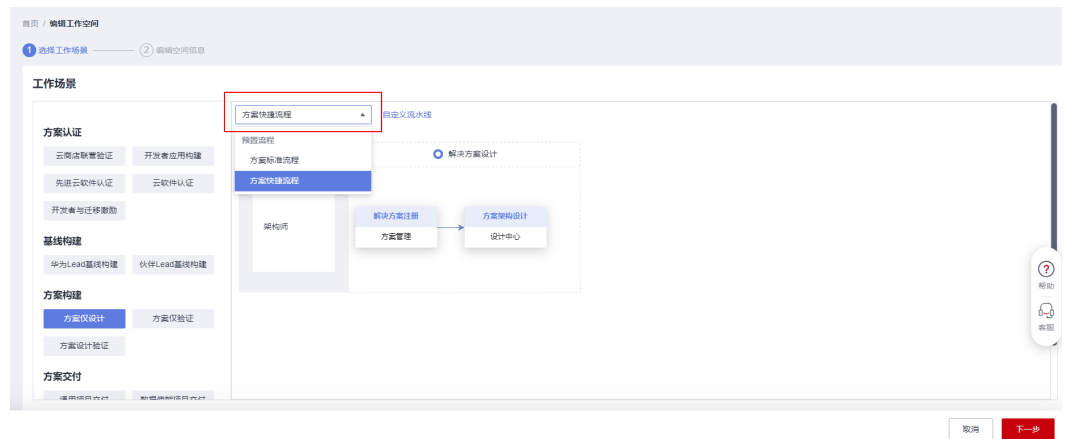 首页 / 编辑工作空间
1 选择工作场景 2 编辑空间信息
工作场景
方案快捷流程 自定义流水线
预置流程
方案标准流程
方案快捷流程
方案认证
云商店联营验证 开发者应用构建
先进云软件认证 云软件认证
开发者与迁移激励
基线构建
华为Lead基线构建 伙伴Lead基线构建
方案构建
方案仅设计 方案仅验证
方案设计验证
方案交付
通用项目交付
解决方案设计
架构师
解决方案注册 方案架构设计
方案管理 设计中心
帮助
客服
取消 下一步